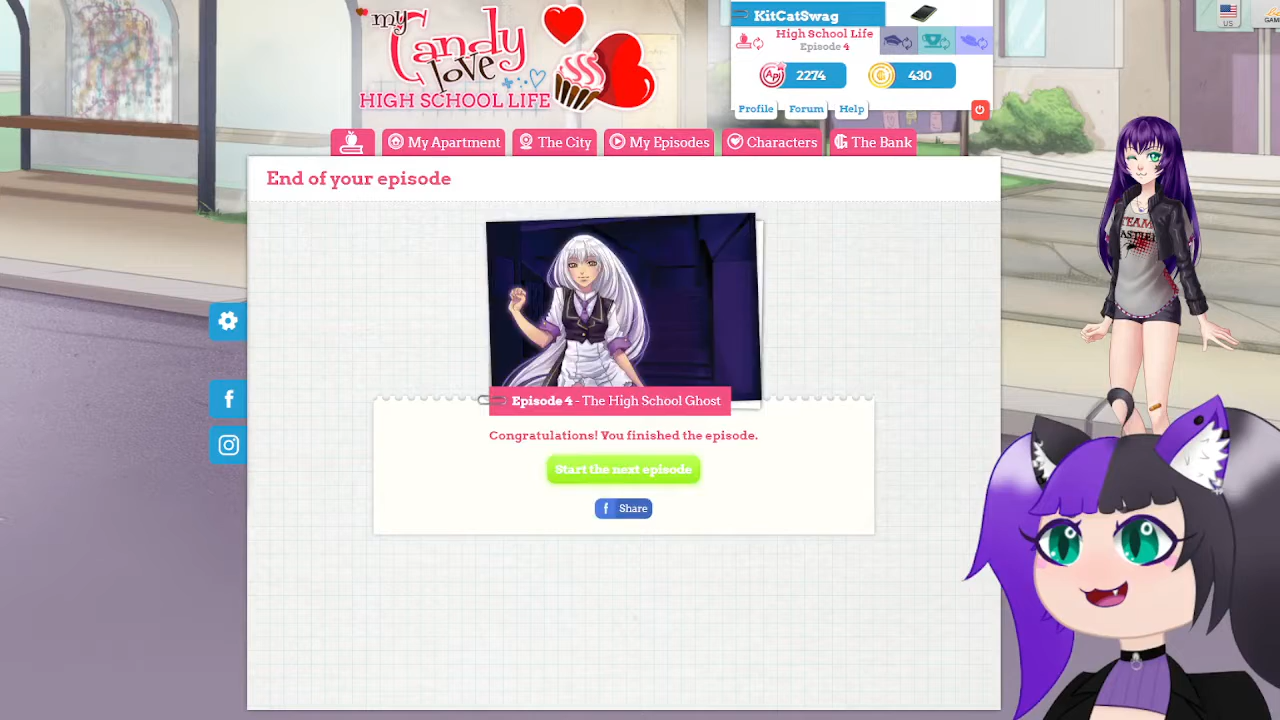 my
Candy
love
HIGH SCHOOL LIFE
KitCatSwag
High School Life
Episode 4
2274
430
Profile
Forum
Help
US
My Apartment
The City
My Episodes
Characters
The Bank
End of your episode
TEAM
Episode 4 - The High School Ghost
Congratulations! You finished the episode.
Start the next episode
f Share